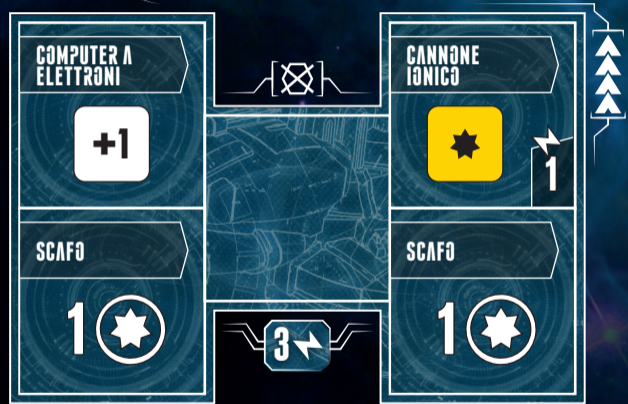 COMPUTER A
ELETTRONI
+1
CANNONE
IONICO
1
SCAFO
1
3
SCAFO
1